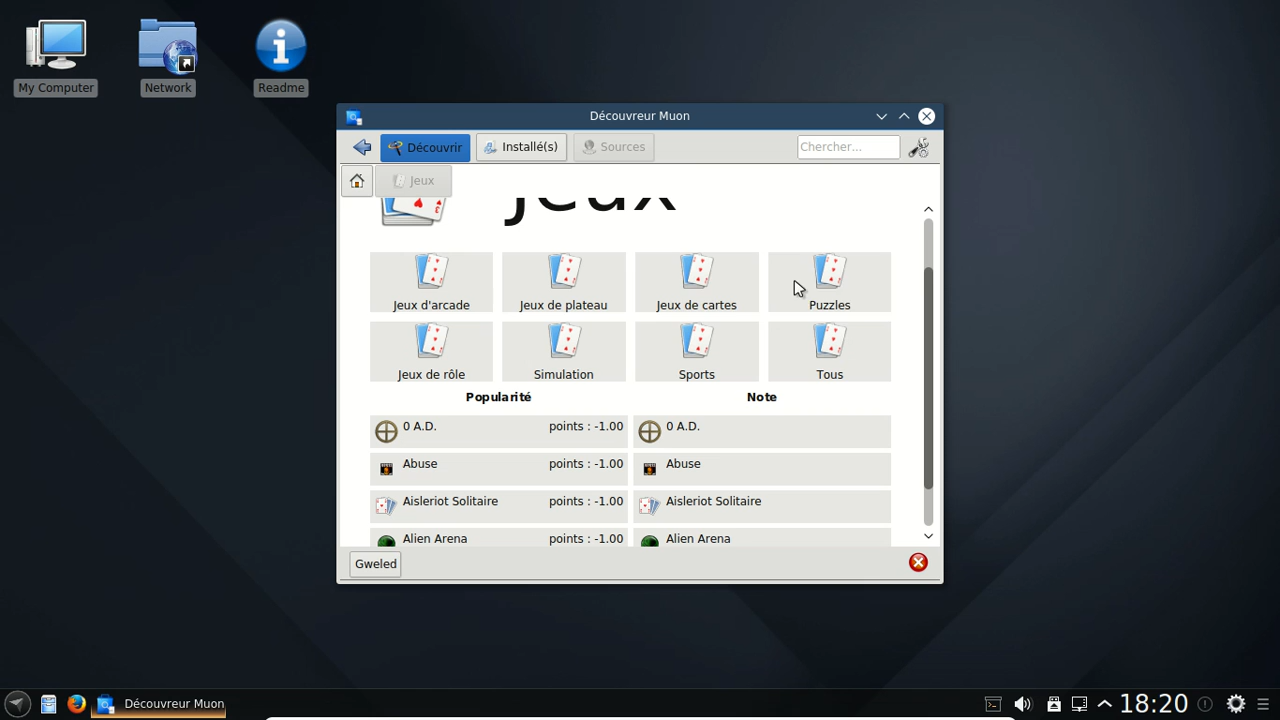 My Computer
Network
Readme
Découvreur Muon
Découvrir
Installé(s)
Sources
Chercher...
Jeux
Jeux
Jeux d'arcade
Jeux de plateau
Jeux de cartes
Puzzles
Jeux de rôle
Simulation
Sports
Tous
Popularité
Note
0 A.D. points : -1.00
0 A.D.
Abuse points : -1.00
Abuse
Aisleriot Solitaire points : -1.00
Aisleriot Solitaire
Alien Arena points : -1.00
Alien Arena
Gweled
Découvreur Muon
18:20